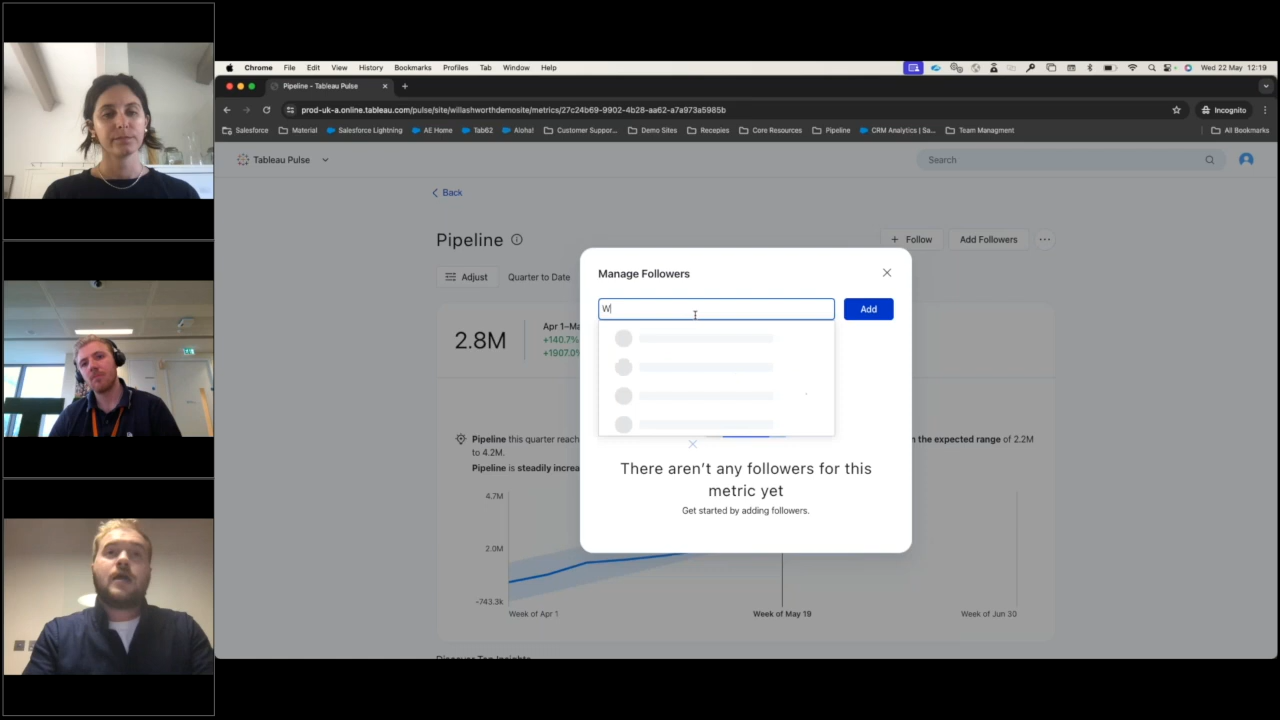 Chrome File Edit View History Bookmarks Profiles Tab Window Help
Wed 22 May 12:19
Pipeline - Tableau Pulse
prod-uk-a.online.tableau.com/pulse/site/willashworthdemosite/metrics/27c24b69-9902-4b28-aa62-a7a973a5985b
Incognito
Salesforce Material Salesforce Lightning AE Home Tab62 Aloha! Customer Suppor... Demo Sites Recepies Core Resources Pipeline CRM Analytics | Sa... Team Managment All Bookmarks
Tableau Pulse
Search
Back
Pipeline
+ Follow
Add Followers
Adjust
Quarter to Date
Manage Followers
W
Add
2.8M
Apr 1–Ma
+140.7%
+1907.0%
Pipeline this quarter reach
n the expected range of 2.2M
to 4.2M.
Pipeline is steadily increa
There aren't any followers for this
metric yet
Get started by adding followers.
4.7M
2.0M
-743.3k
Week of Apr 1
Week of May 19
Week of Jun 30